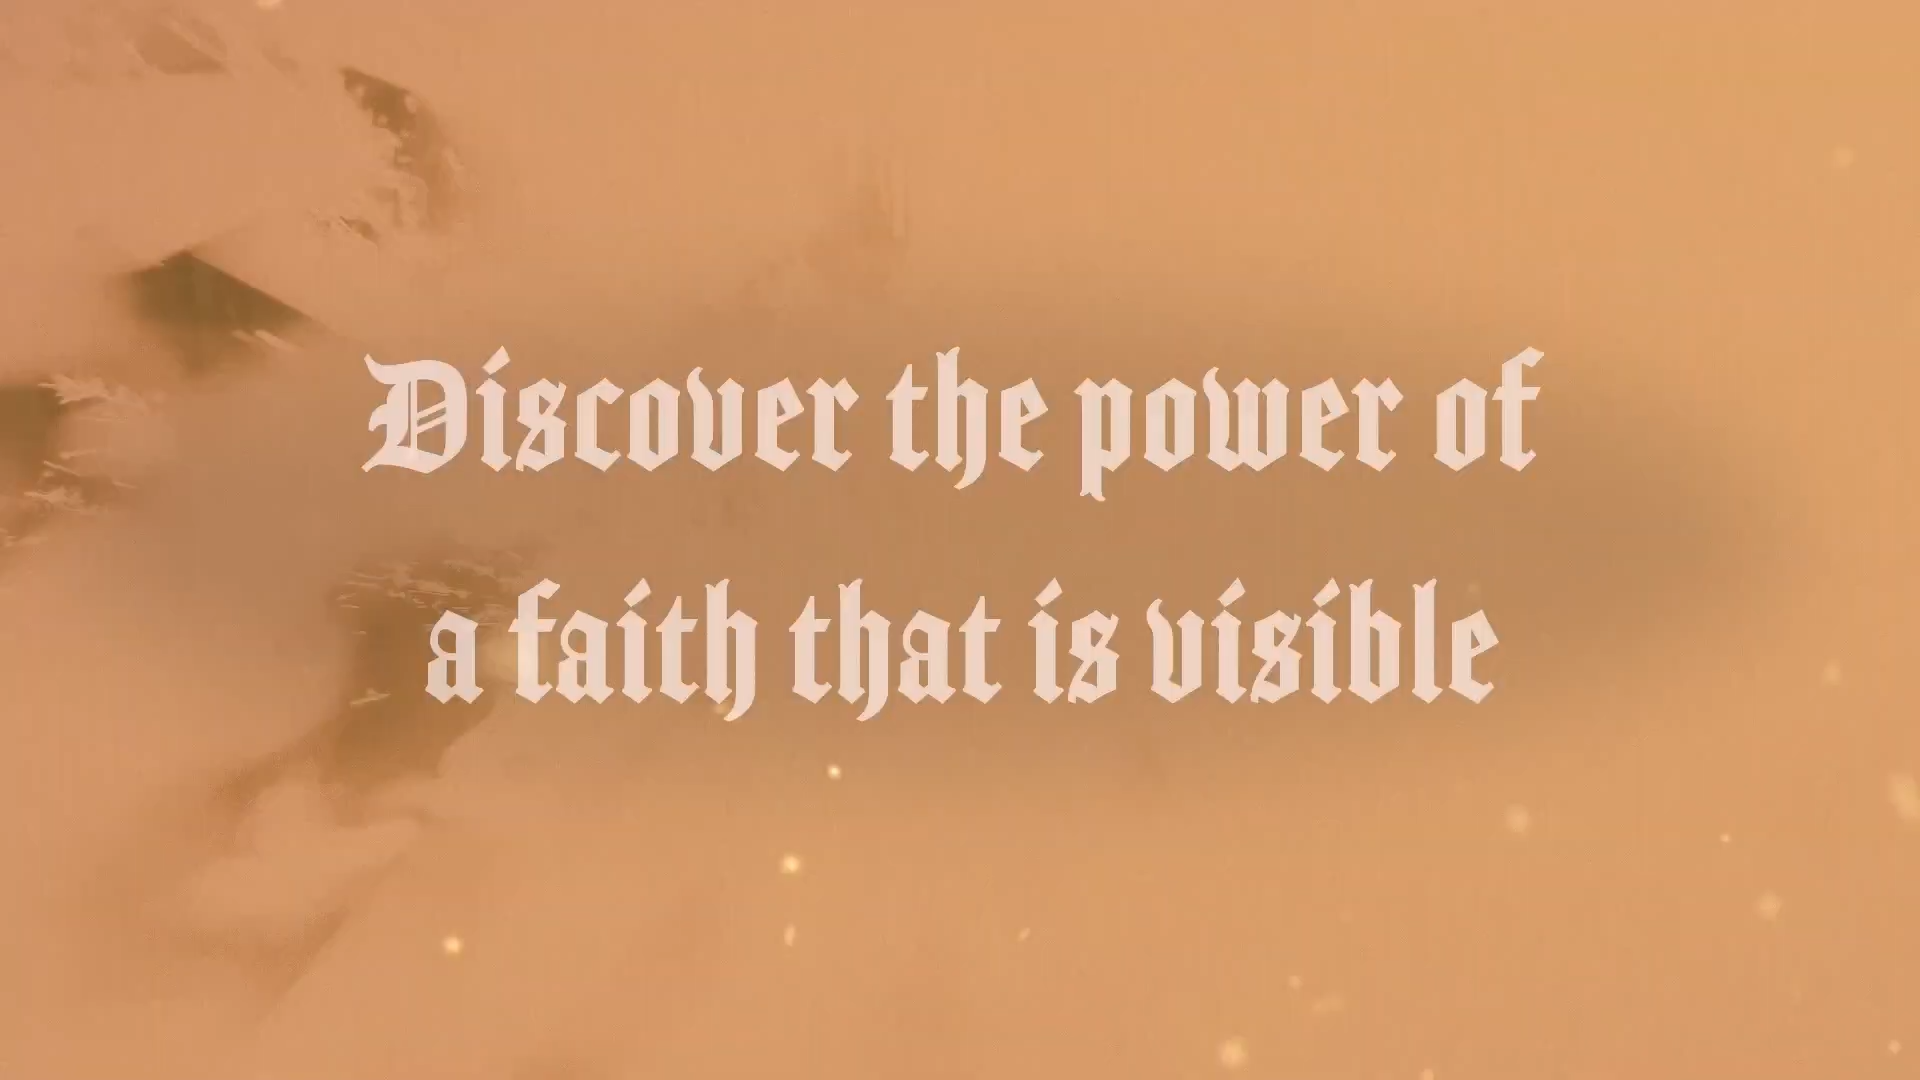 Discover the power of
a faith that is visible